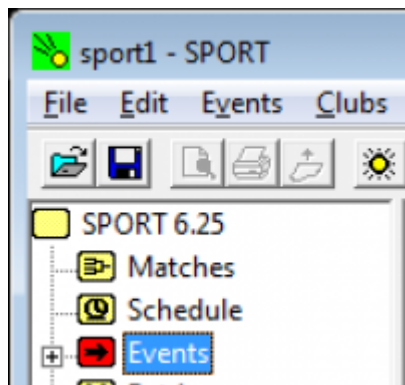 sport1 - SPORT
File Edit Events Clubs
SPORT 6.25
Matches
Schedule
Events